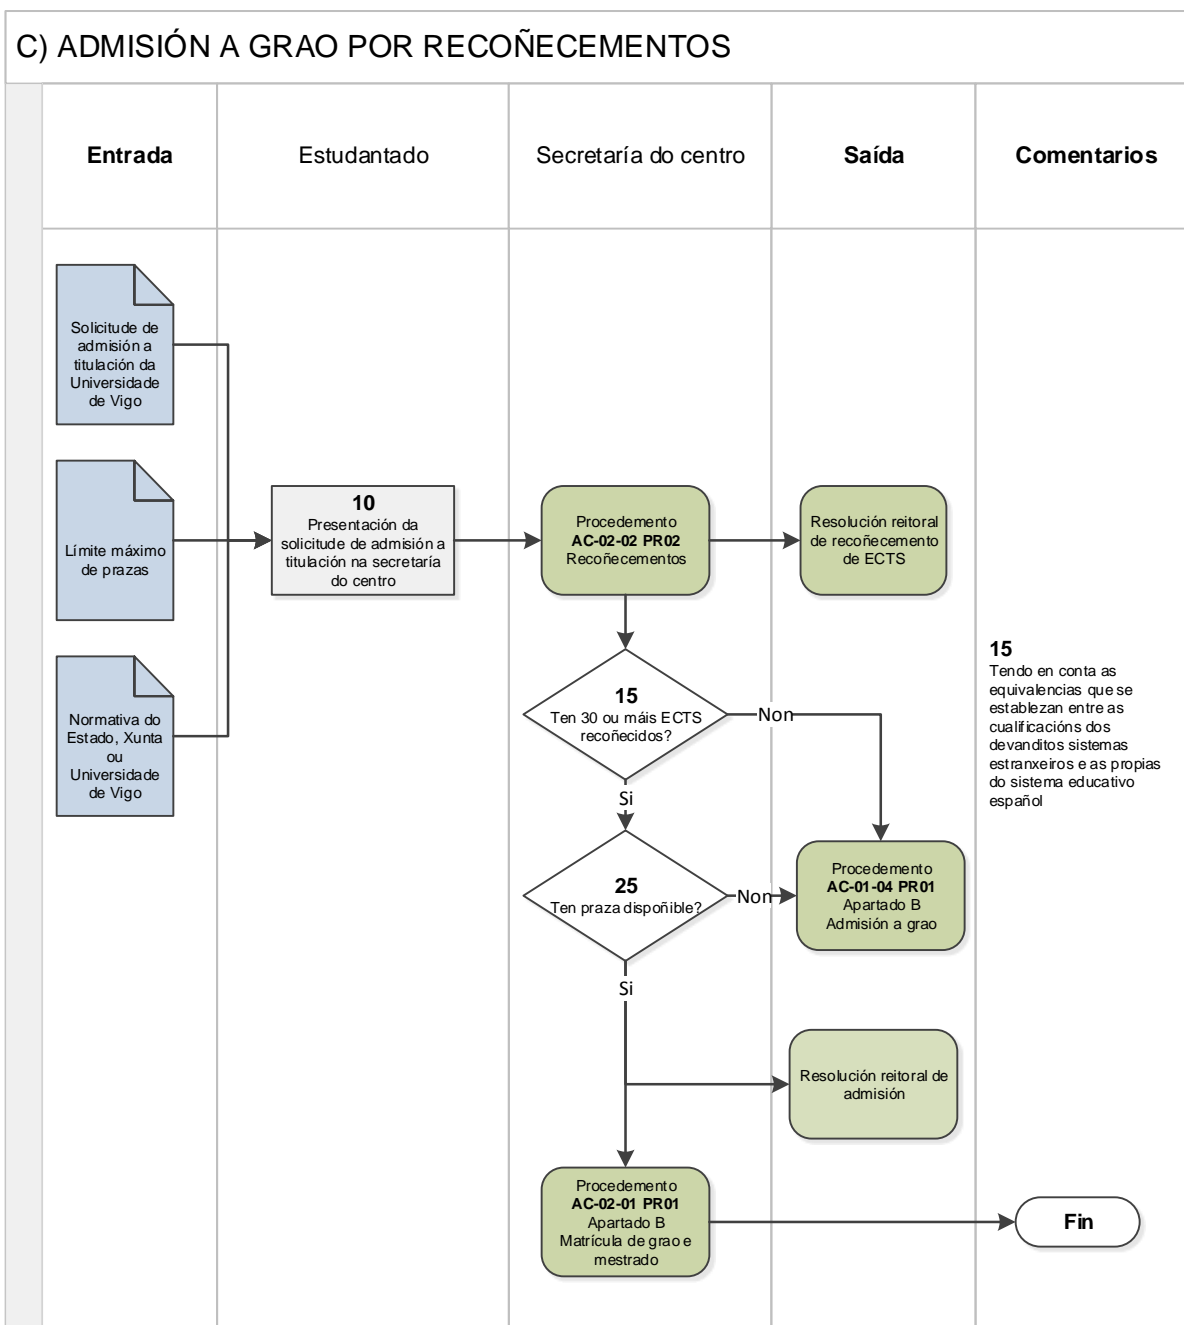 C) ADMISIÓN A GRAO POR RECOÑECEMENTOS
Entrada
Estudantado
Secretaría do centro
Saída
Comentarios
Solicitude de
admisión a
titulación da
Universidade
de Vigo
Límite máximo
de prazas
Normativa do
Estado, Xunta
ou
Universidade
de Vigo
10
Presentación da
solicitude de admisión a
titulación na secretaría
do centro
Procedemento
AC-02-02 PR02
Recoñecementos
Resolución reitoral
de recoñecemento
de ECTS
15
Ten 30 ou máis ECTS
recoñecidos?
Non
Si
15
Tendo en conta as
equivalencias que se
establezan entre as
cualificacións dos
devanditos sistemas
estranxeiros e as propias
do sistema educativo
español
25
Ten praza dispoñible?
Non
Si
Procedemento
AC-01-04 PR01
Apartado B
Admisión a grao
Resolución reitoral de
admisión
Procedemento
AC-02-01 PR01
Apartado B
Matrícula de grao e
mestrado
Fin